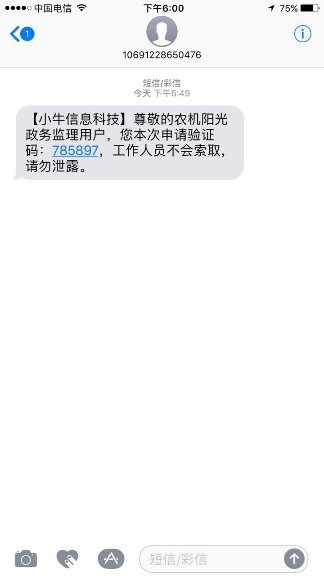 中国电信 下午6:00 75%
1
10691228650476
短信/彩信
今天 下午5:49
【小牛信息科技】尊敬的农机阳光
政务监理用户，您本次申请验证
码：785897，工作人员不会索取，
请勿泄露。
短信/彩信